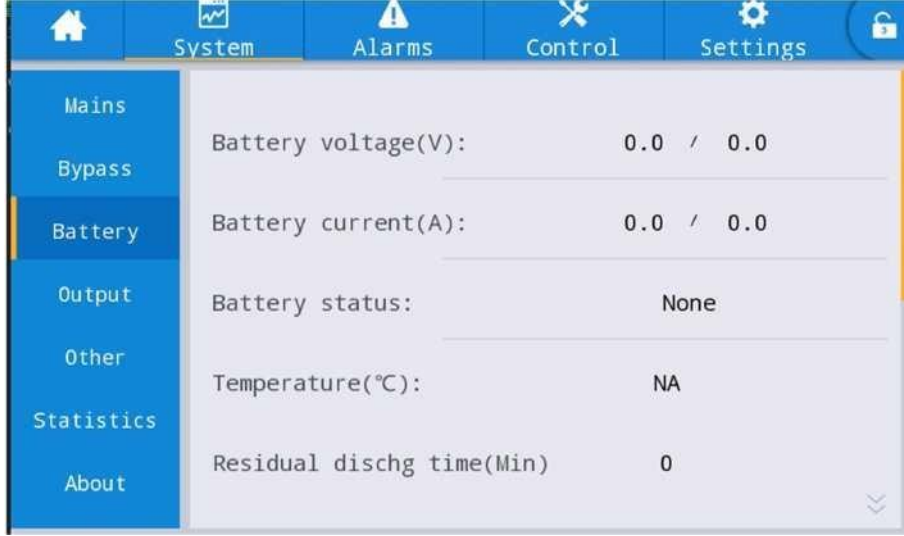 System Alarms Control Settings
Mains
Bypass
Battery
Output
Other
Statistics
About
Battery voltage(V): 0.0 / 0.0
Battery current(A): 0.0 / 0.0
Battery status: None
Temperature(℃): NA
Residual dischg time(Min) 0